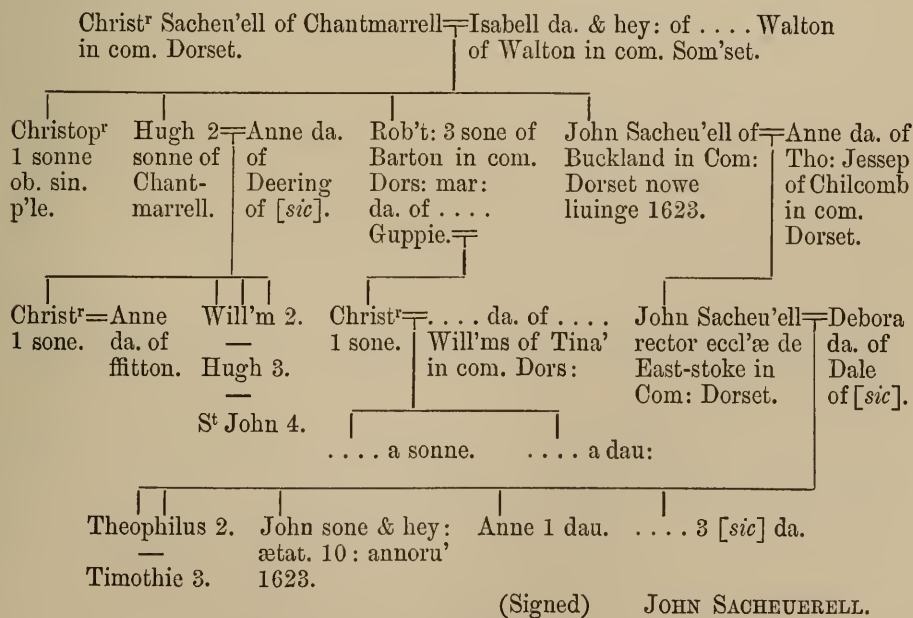 Christʳ Sacheu'ell of Chantmarrell=Isabell da. & hey: of .... Walton
in com. Dorset. of Walton in com. Som'set.
Christopʳ
1 sonne
ob. sin.
p'le.
Hugh 2=Anne da.
sonne of of
Chant- Deering
marrell. of [sic].
Rob't: 3 sone of
Barton in com.
Dors: mar:
da. of ....
Guppie.=
John Sacheu'ell of=Anne da. of
Buckland in Com: Tho: Jessep
Dorset nowe of Chilcomb
liuinge 1623. in com.
Dorset.
Christʳ=Anne
1 sone. da. of
ffitton.
Will'm 2.
—
Hugh 3.
—
Sᵗ John 4.
Christʳ=.... da. of ....
1 sone. Will'ms of Tina'
in com. Dors:
John Sacheu'ell=Debora
rector eccl'æ de da. of
East-stoke in Dale
Com: Dorset. of [sic].
.... a sonne. .... a dau:
Theophilus 2.
—
Timothie 3.
John sone & hey:
ætat. 10 : annoru'
1623.
Anne 1 dau.
.... 3 [sic] da.
(Signed) JOHN SACHEUERELL.